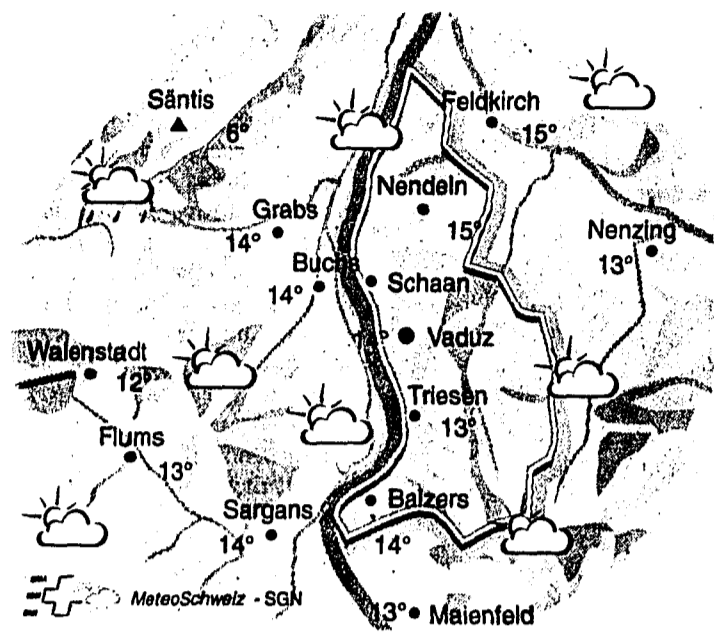 Säntis
6°
Feldkirch
15°
Nendeln
15°
Grabs
14°
Nenzing
13°
Buchs
14°
Schaan
Vaduz
Walenstadt
12°
Triesen
13°
Flums
13°
Sargans
14°
Balzers
14°
MeteoSchweiz - SGN
13°
Maienfeld